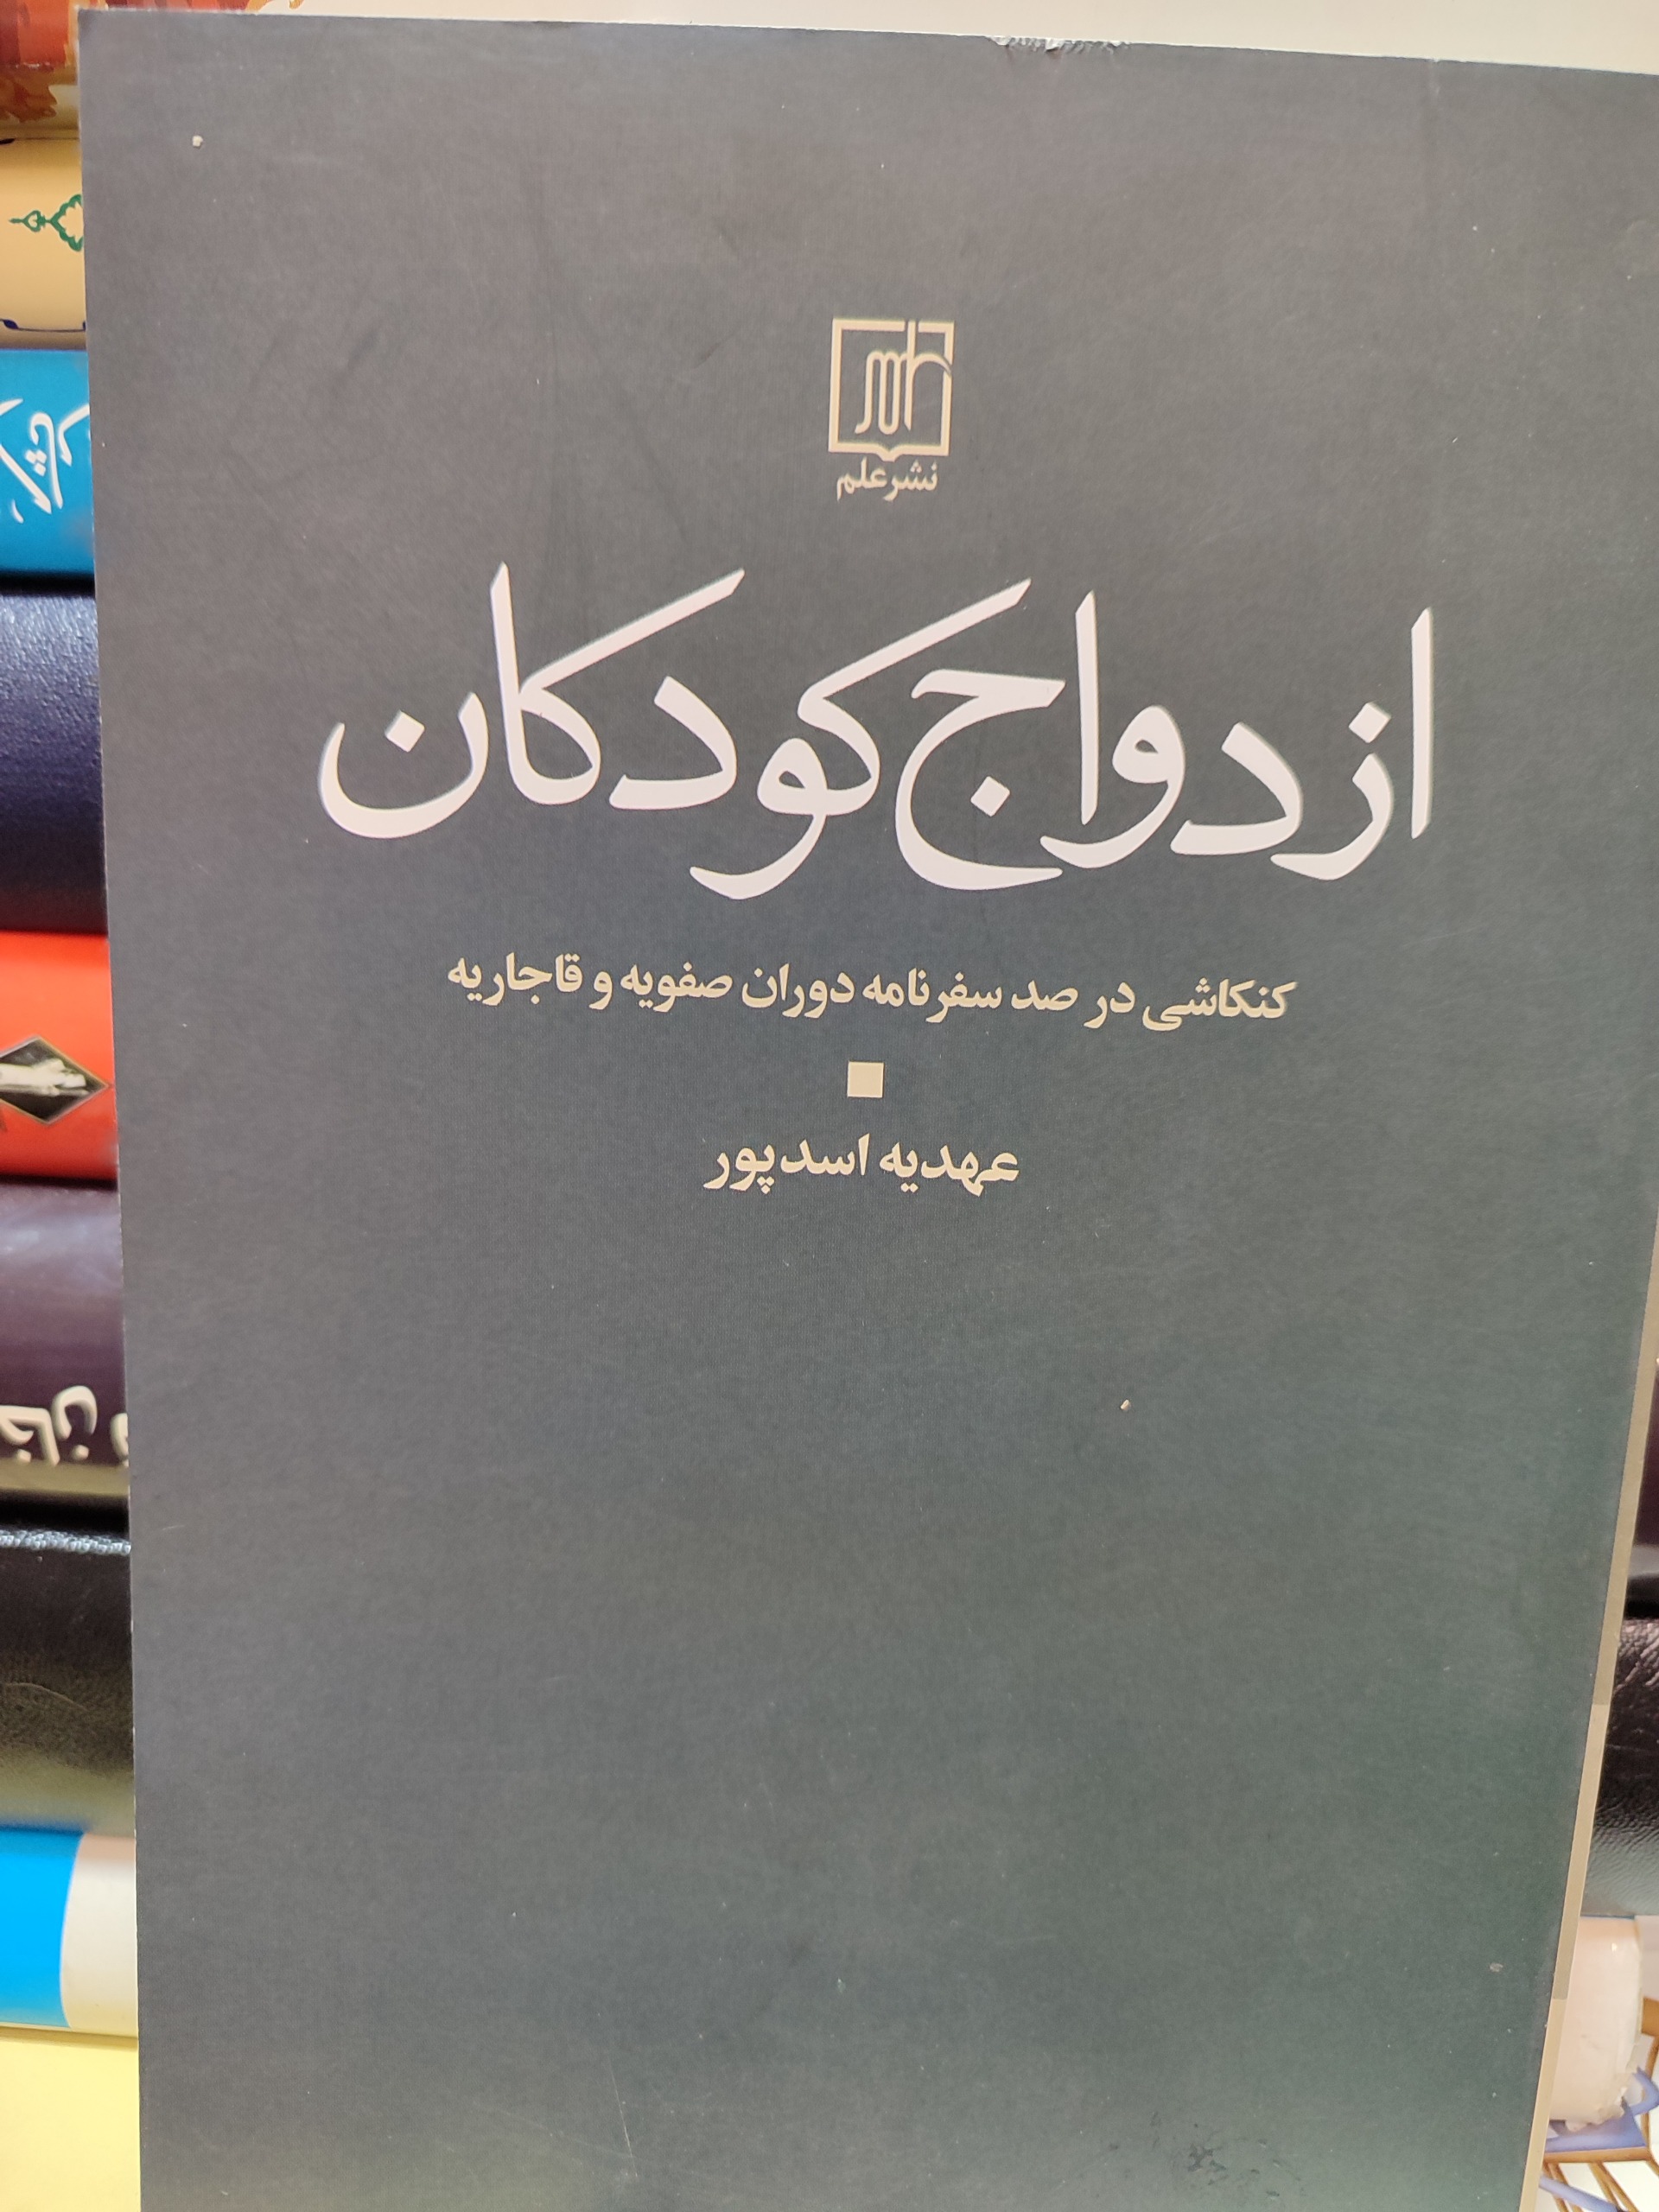 نشر علم
ازدواج کودکان
کنکاشی در صد سفرنامه دوران صفویه و قاجاریه
عهدیه اسدپور